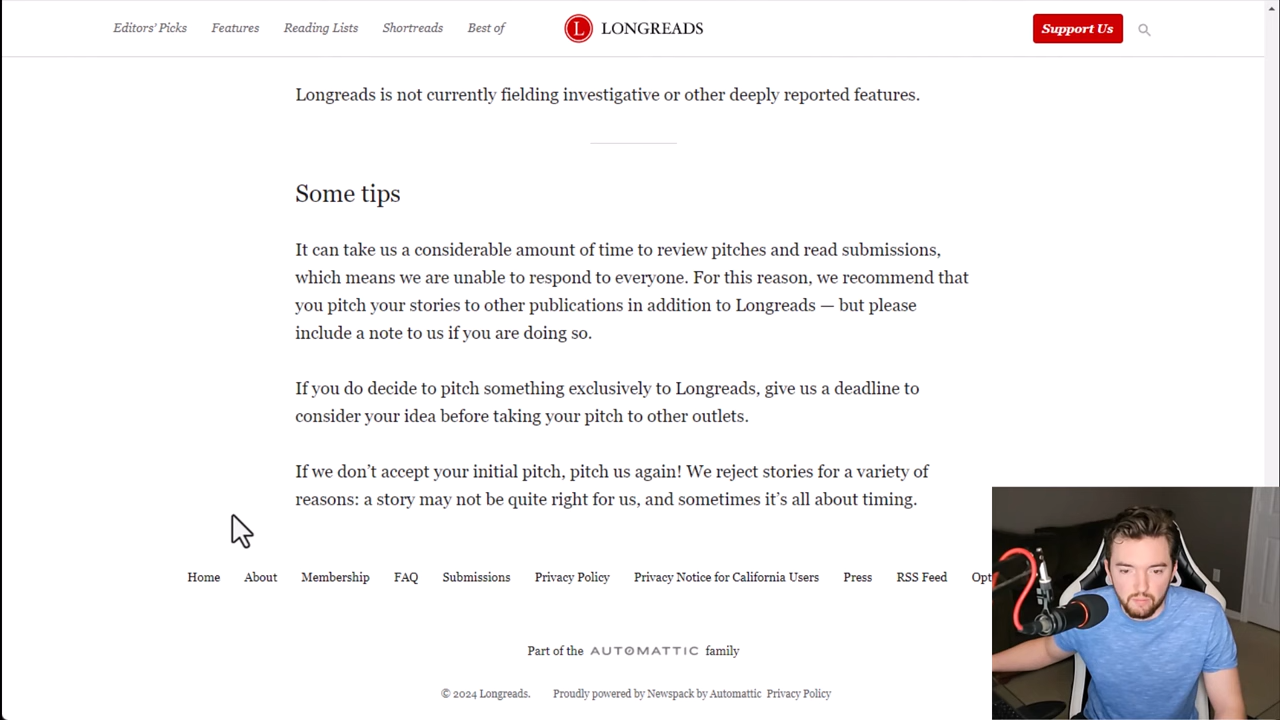 Editors' Picks Features Reading Lists Shortreads Best of L LONGREADS Support Us
Longreads is not currently fielding investigative or other deeply reported features.
Some tips
It can take us a considerable amount of time to review pitches and read submissions,
which means we are unable to respond to everyone. For this reason, we recommend that
you pitch your stories to other publications in addition to Longreads — but please
include a note to us if you are doing so.
If you do decide to pitch something exclusively to Longreads, give us a deadline to
consider your idea before taking your pitch to other outlets.
If we don't accept your initial pitch, pitch us again! We reject stories for a variety of
reasons: a story may not be quite right for us, and sometimes it's all about timing.
Home About Membership FAQ Submissions Privacy Policy Privacy Notice for California Users Press RSS Feed Opt
Part of the AUTOMATTIC family
© 2024 Longreads. Proudly powered by Newspack by Automattic Privacy Policy